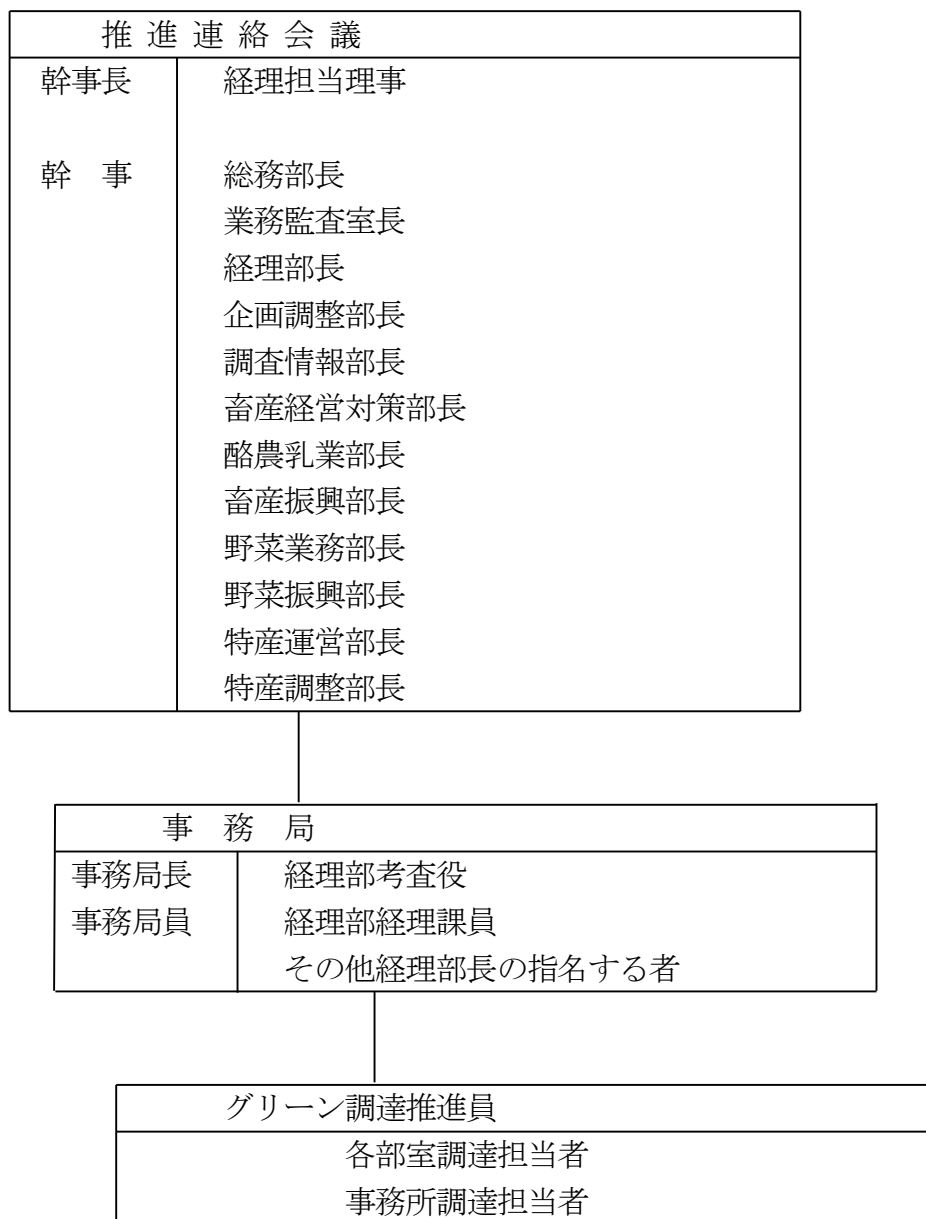 推 進 連 絡 会 議
幹事長 経理担当理事
幹　事 総務部長
業務監査室長
経理部長
企画調整部長
調査情報部長
畜産経営対策部長
酪農乳業部長
畜産振興部長
野菜業務部長
野菜振興部長
特産運営部長
特産調整部長
事　務　局
事務局長 経理部考査役
事務局員 経理部経理課員
その他経理部長の指名する者
グリーン調達推進員
各部室調達担当者
事務所調達担当者